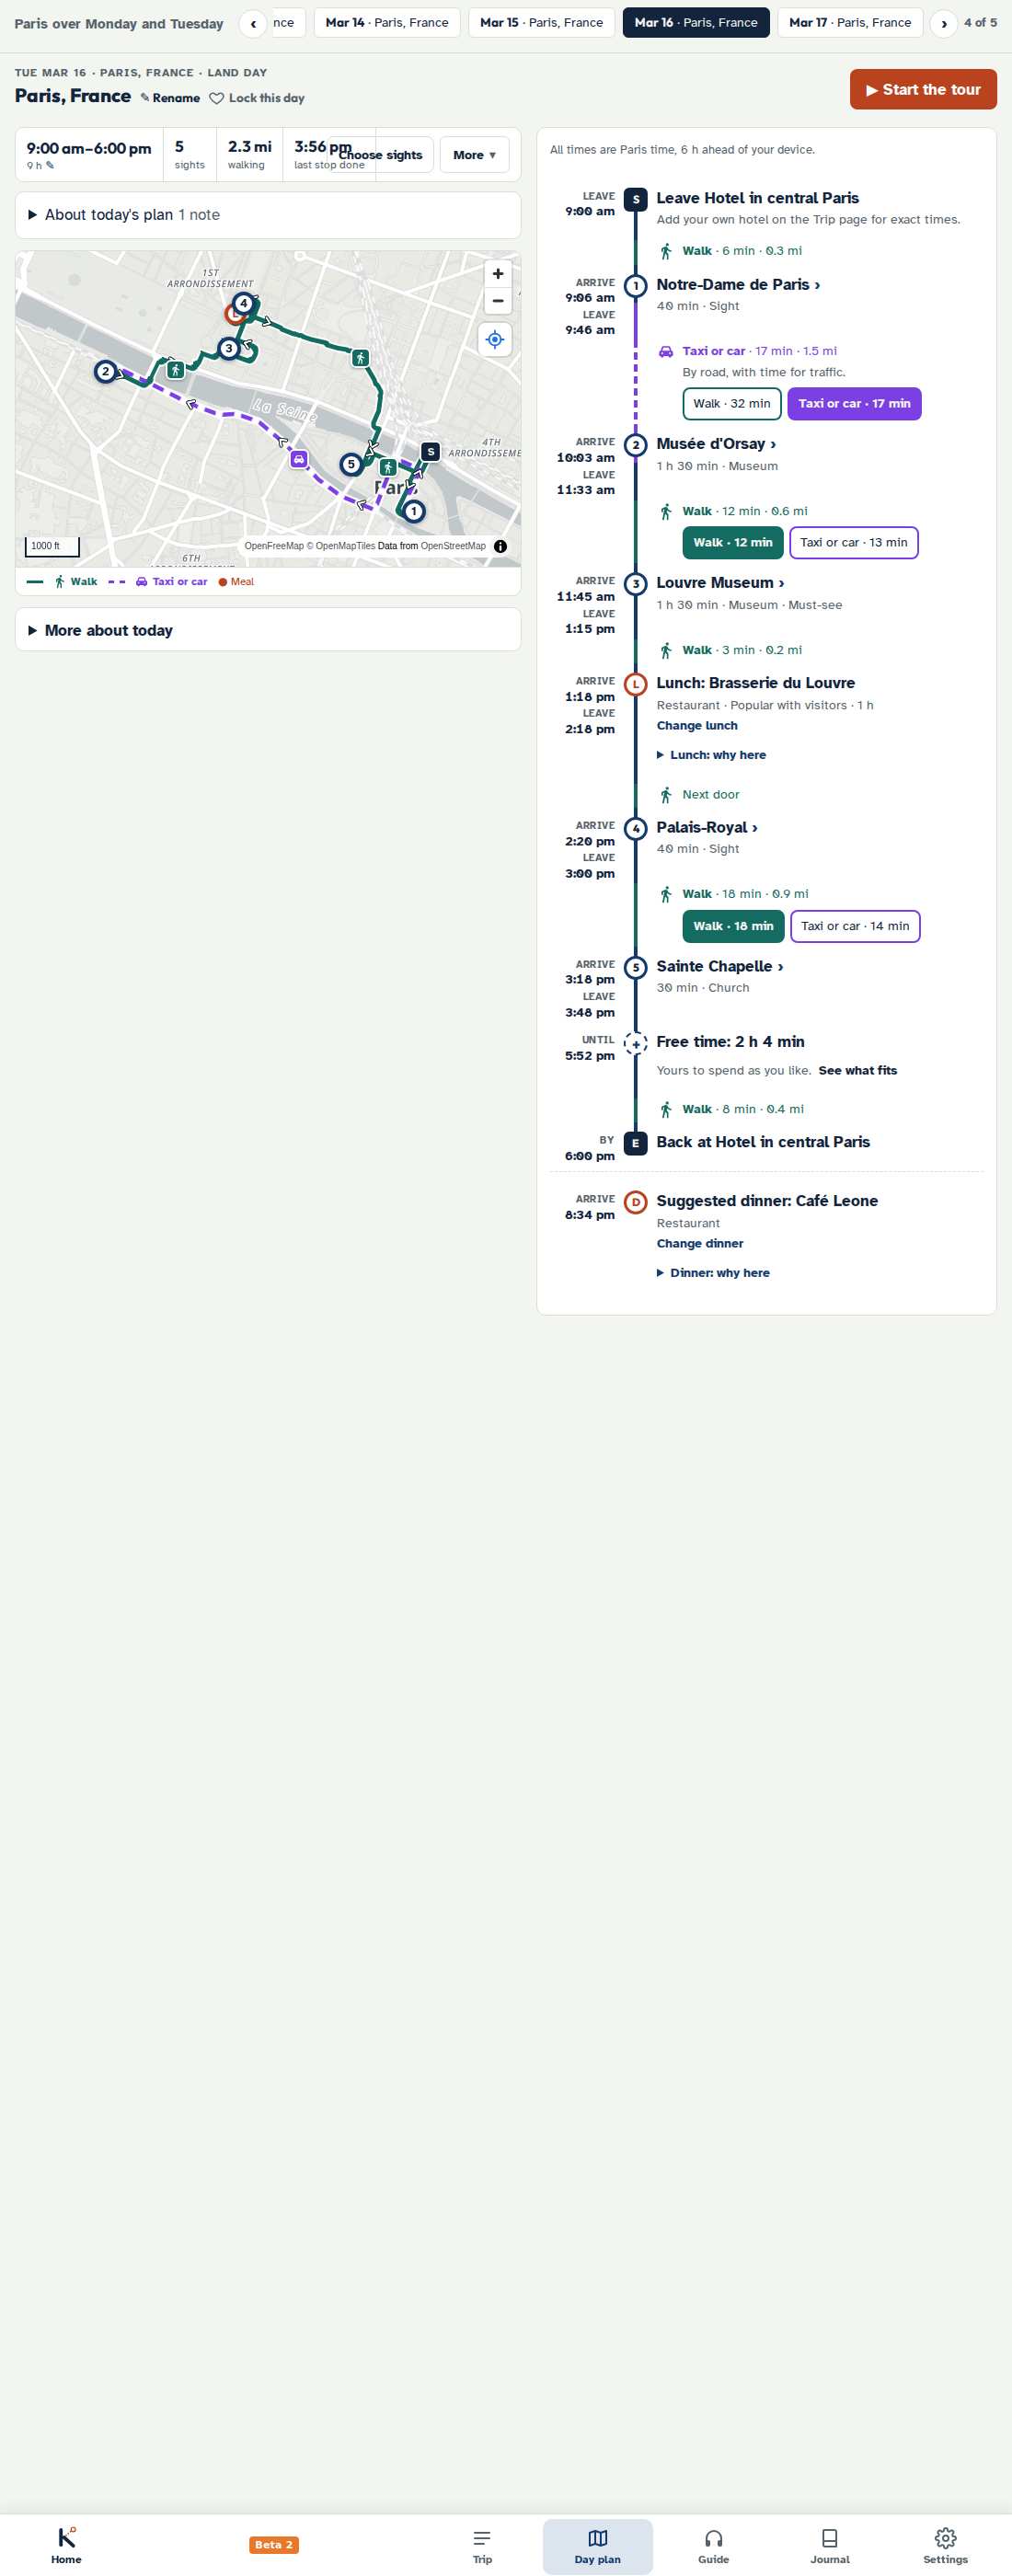 Paris over Monday and Tuesday
‹
nce
Mar 14 · Paris, France
Mar 15 · Paris, France
Mar 16 · Paris, France
Mar 17 · Paris, France
›
4 of 5
TUE MAR 16 · PARIS, FRANCE · LAND DAY
Paris, France
✎ Rename
Lock this day
▶ Start the tour
9:00 am–6:00 pm
9 h ✎
5
sights
2.3 mi
walking
3:56 pm
last stop done
Choose sights
More ▼
▶ About today's plan 1 note
1ST
ARRONDISSEMENT
4
3
2
La Seine
4TH
S
5
1
6TH
1000 ft
OpenFreeMap © OpenMapTiles Data from OpenStreetMap
Walk
Taxi or car
Meal
▶ More about today
All times are Paris time, 6 h ahead of your device.
LEAVE
9:00 am
S
Leave Hotel in central Paris
Add your own hotel on the Trip page for exact times.
Walk · 6 min · 0.3 mi
ARRIVE
9:06 am
LEAVE
9:46 am
1
Notre-Dame de Paris ›
40 min · Sight
Taxi or car · 17 min · 1.5 mi
By road, with time for traffic.
Walk · 32 min
Taxi or car · 17 min
ARRIVE
10:03 am
LEAVE
11:33 am
2
Musée d'Orsay ›
1 h 30 min · Museum
Walk · 12 min · 0.6 mi
Walk · 12 min
Taxi or car · 13 min
ARRIVE
11:45 am
LEAVE
1:15 pm
3
Louvre Museum ›
1 h 30 min · Museum · Must-see
Walk · 3 min · 0.2 mi
ARRIVE
1:18 pm
LEAVE
2:18 pm
L
Lunch: Brasserie du Louvre
Restaurant · Popular with visitors · 1 h
Change lunch
▶ Lunch: why here
Next door
ARRIVE
2:20 pm
LEAVE
3:00 pm
4
Palais-Royal ›
40 min · Sight
Walk · 18 min · 0.9 mi
Walk · 18 min
Taxi or car · 14 min
ARRIVE
3:18 pm
LEAVE
3:48 pm
5
Sainte Chapelle ›
30 min · Church
UNTIL
5:52 pm
+
Free time: 2 h 4 min
Yours to spend as you like. See what fits
Walk · 8 min · 0.4 mi
BY
6:00 pm
E
Back at Hotel in central Paris
ARRIVE
8:34 pm
D
Suggested dinner: Café Leone
Restaurant
Change dinner
▶ Dinner: why here
Home
Beta 2
Trip
Day plan
Guide
Journal
Settings